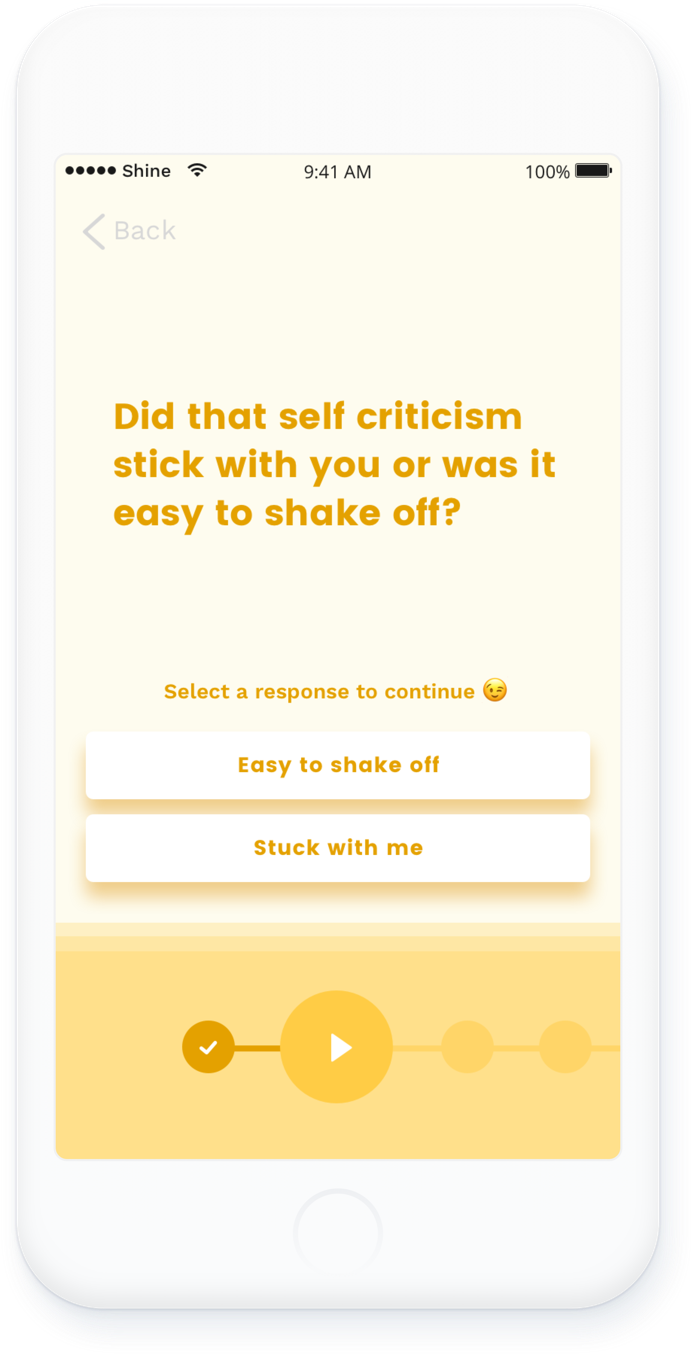 Shine 9:41 AM 100%
Back
Did that self criticism
stick with you or was it
easy to shake off?
Select a response to continue 😉
Easy to shake off
Stuck with me